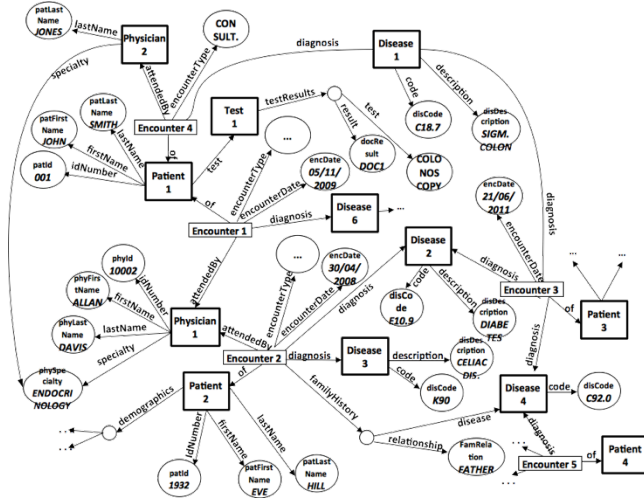 patLast
Name
JONES
lastName
Physician
2
CON
SULT.
encounterType
attendedBy
specialty
diagnosis
Disease
1
code
description
disCode
C18.7
disDescription
SIGM.
COLON
patLast
Name
SMITH
patFirst
Name
JOHN
patId
001
lastName
firstName
idNumber
Encounter 4
of
Patient
1
test
Test
1
testResults
result
test
docRe
sult
DOC1
COLO
NOS
COPY
...
encounterType
encDate
05/11/
2009
encounterDate
of
Encounter 1
diagnosis
Disease
6
...
encDate
21/06/
2011
encounterDate
diagnosis
attendedBy
phyId
10002
idNumber
phyFirs
tName
ALLAN
firstName
phyLast
Name
DAVIS
lastName
specialty
phySpe
cialty
ENDOCRI
NOLOGY
Physician
1
attendedBy
...
encounterType
encDate
30/04/
2008
encounterDate
diagnosis
Disease
2
code
description
disCo
de
E10.9
disDes
cription
DIABE
TES
diagnosis
Encounter 3
of
...
...
Patient
3
Encounter 2
diagnosis
Disease
3
description
code
disDes
cription
CELIAC
DIS.
disCode
K90
diagnosis
Disease
4
code
disCo
de
C92.0
of
Patient
2
demographics
...
...
IdNumber
firstName
lastName
patId
1932
patFirst
Name
EVE
patLast
Name
HILL
familyHistory
disease
relationship
FamRela
tion
FATHER
diagnosis
...
...
Encounter 5
of
Patient
4